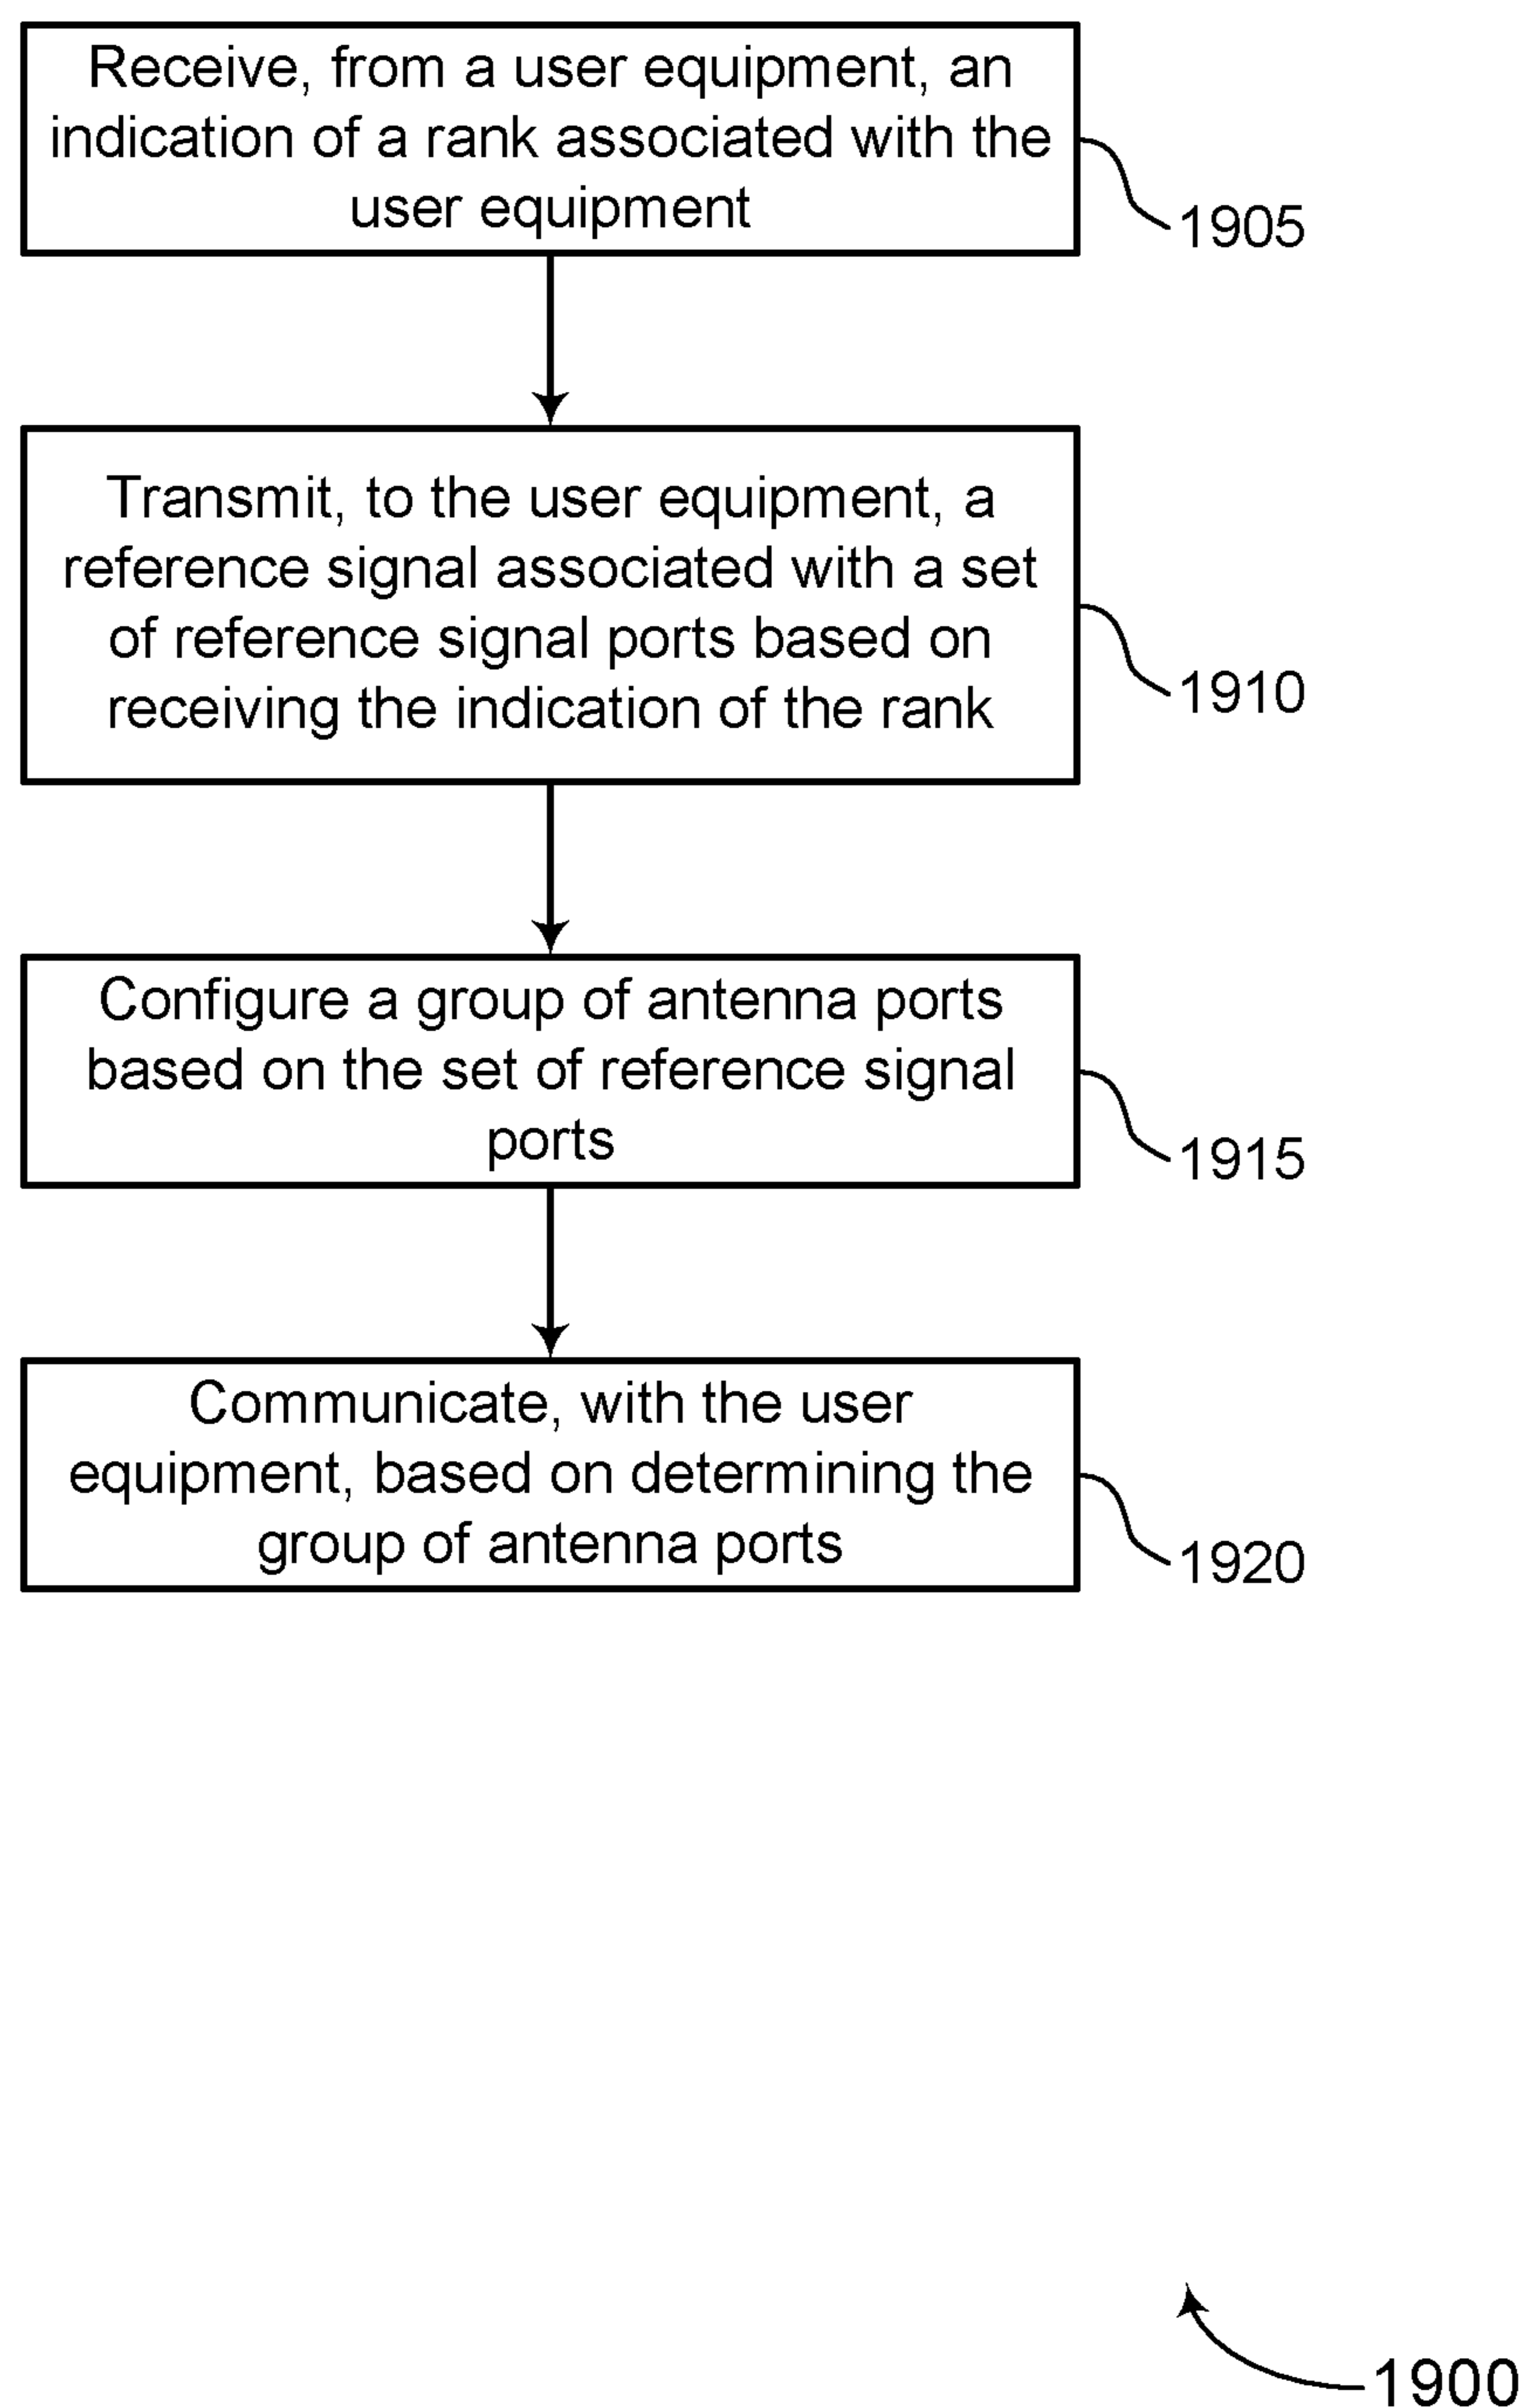 Receive, from a user equipment, an
indication of a rank associated with the
user equipment
1905
Transmit, to the user equipment, a
reference signal associated with a set
of reference signal ports based on
receiving the indication of the rank
1910
Configure a group of antenna ports
based on the set of reference signal
ports
1915
Communicate, with the user
equipment, based on determining the
group of antenna ports
1920
1900